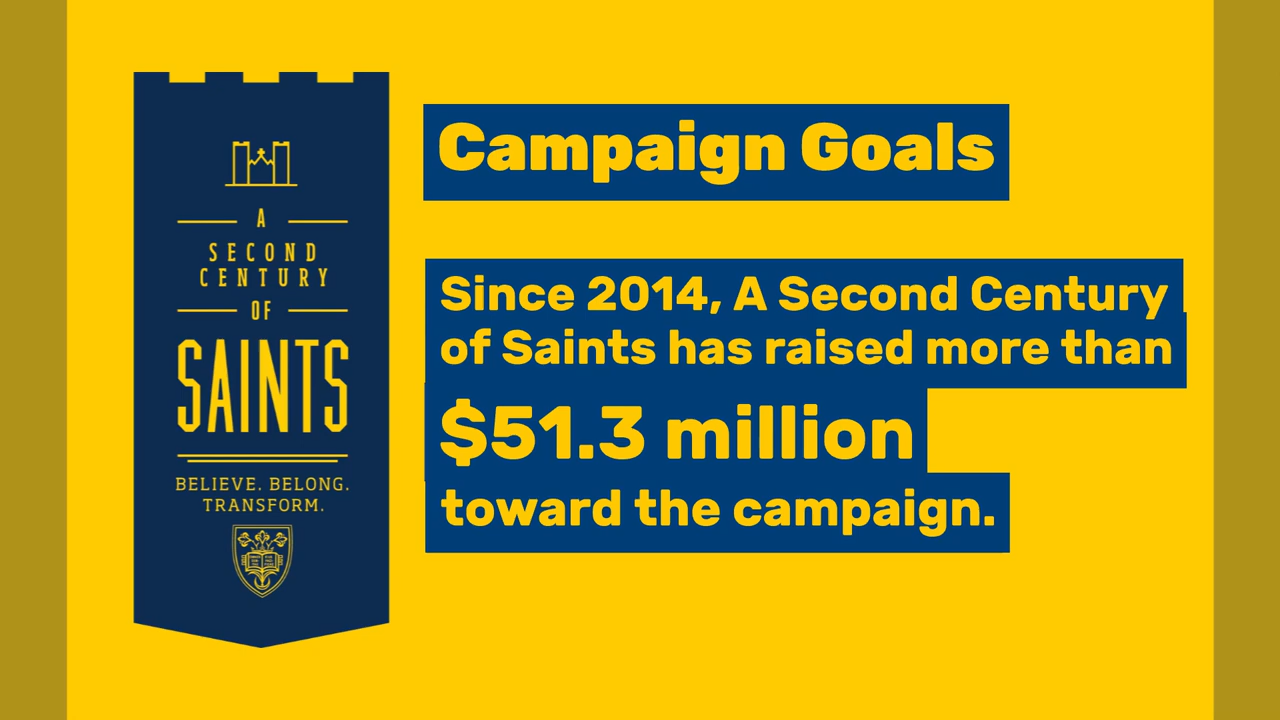 A
SECOND
CENTURY
OF
SAINTS
BELIEVE. BELONG.
TRANSFORM.
Campaign Goals
Since 2014, A Second Century
of Saints has raised more than
$51.3 million
toward the campaign.